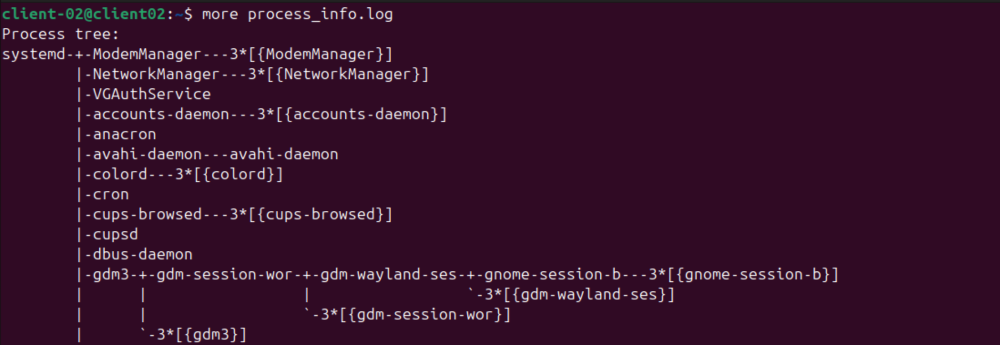 client-02@client02:~$ more process_info.log
Process tree:
systemd-+-ModemManager---3*[{ModemManager}]
        |-NetworkManager---3*[{NetworkManager}]
        |-VGAuthService
        |-accounts-daemon---3*[{accounts-daemon}]
        |-anacron
        |-avahi-daemon---avahi-daemon
        |-colord---3*[{colord}]
        |-cron
        |-cups-browsed---3*[{cups-browsed}]
        |-cupsd
        |-dbus-daemon
        |-gdm3-+-gdm-session-wor-+-gdm-wayland-ses-+-gnome-session-b---3*[{gnome-session-b}]
        |      |                 |                 `-3*[{gdm-wayland-ses}]
        |      |                 `-3*[{gdm-session-wor}]
        |      `-3*[{gdm3}]